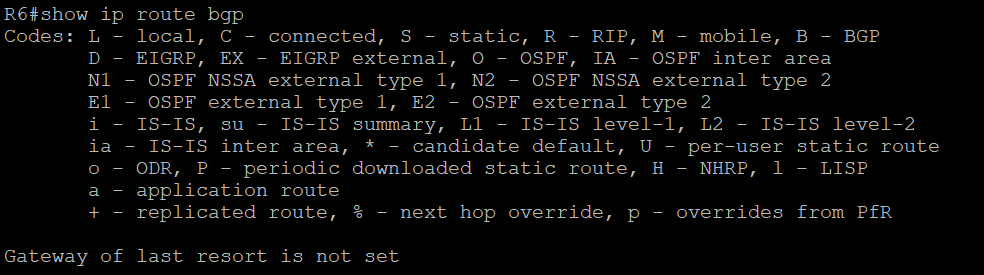 R6#show ip route bgp
Codes: L - local, C - connected, S - static, R - RIP, M - mobile, B - BGP
D - EIGRP, EX - EIGRP external, O - OSPF, IA - OSPF inter area
N1 - OSPF NSSA external type 1, N2 - OSPF NSSA external type 2
E1 - OSPF external type 1, E2 - OSPF external type 2
i - IS-IS, su - IS-IS summary, L1 - IS-IS level-1, L2 - IS-IS level-2
ia - IS-IS inter area, * - candidate default, U - per-user static route
o - ODR, P - periodic downloaded static route, H - NHRP, l - LISP
a - application route
+ - replicated route, % - next hop override, p - overrides from PfR
Gateway of last resort is not set